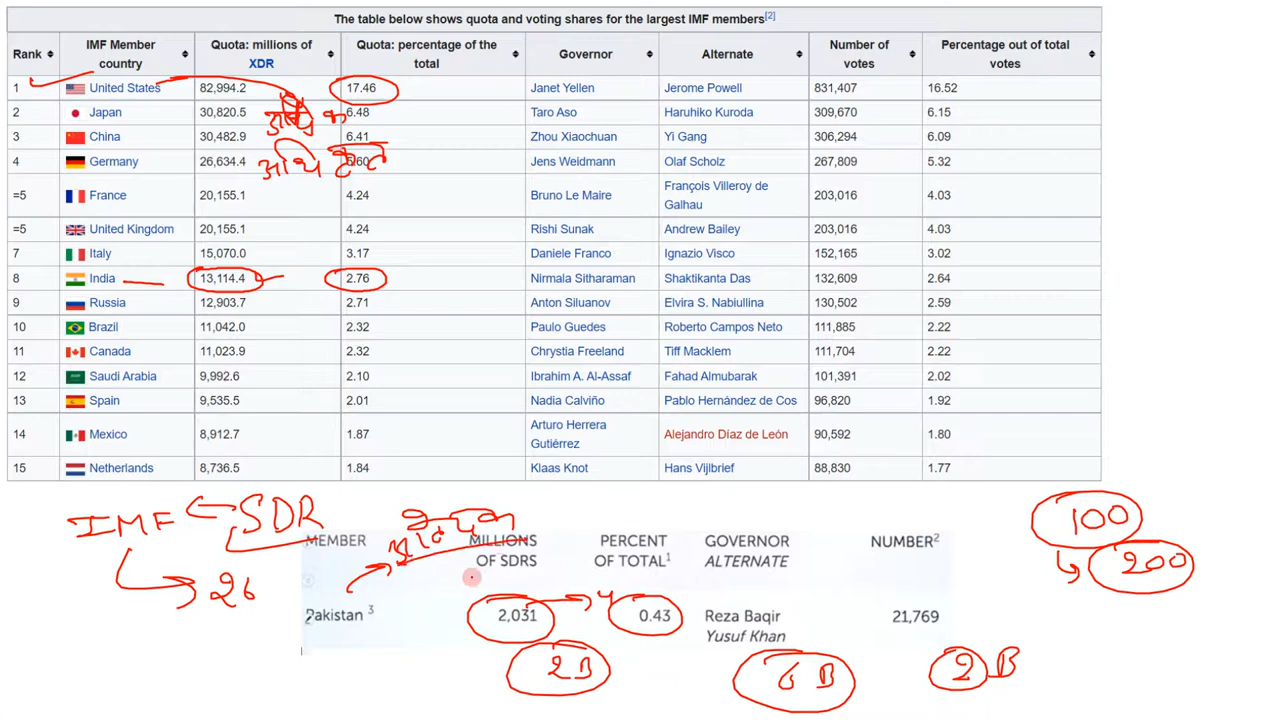 The table below shows quota and voting shares for the largest IMF members[2]
Rank IMF Member country Quota: millions of XDR Quota: percentage of the total Governor Alternate Number of votes Percentage out of total votes
1 United States 82,994.2 17.46 Janet Yellen Jerome Powell 831,407 16.52
2 Japan 30,820.5 6.48 Taro Aso Haruhiko Kuroda 309,670 6.15
3 China 30,482.9 6.41 Zhou Xiaochuan Yi Gang 306,294 6.09
4 Germany 26,634.4 5.60 Jens Weidmann Olaf Scholz 267,809 5.32
=5 France 20,155.1 4.24 Bruno Le Maire François Villeroy de Galhau 203,016 4.03
=5 United Kingdom 20,155.1 4.24 Rishi Sunak Andrew Bailey 203,016 4.03
7 Italy 15,070.0 3.17 Daniele Franco Ignazio Visco 152,165 3.02
8 India 13,114.4 2.76 Nirmala Sitharaman Shaktikanta Das 132,609 2.64
9 Russia 12,903.7 2.71 Anton Siluanov Elvira S. Nabiullina 130,502 2.59
10 Brazil 11,042.0 2.32 Paulo Guedes Roberto Campos Neto 111,885 2.22
11 Canada 11,023.9 2.32 Chrystia Freeland Tiff Macklem 111,704 2.22
12 Saudi Arabia 9,992.6 2.10 Ibrahim A. Al-Assaf Fahad Almubarak 101,391 2.02
13 Spain 9,535.5 2.01 Nadia Calviño Pablo Hernández de Cos 96,820 1.92
14 Mexico 8,912.7 1.87 Arturo Herrera Gutiérrez Alejandro Díaz de León 90,592 1.80
15 Netherlands 8,736.5 1.84 Klaas Knot Hans Vijlbrief 88,830 1.77
IMF SDR
100
200
MEMBER MILLIONS OF SDRS PERCENT OF TOTAL1 GOVERNOR ALTERNATE NUMBER2
Pakistan 3 2,031 0.43 Reza Baqir Yusuf Khan 21,769
2B 6B 2B